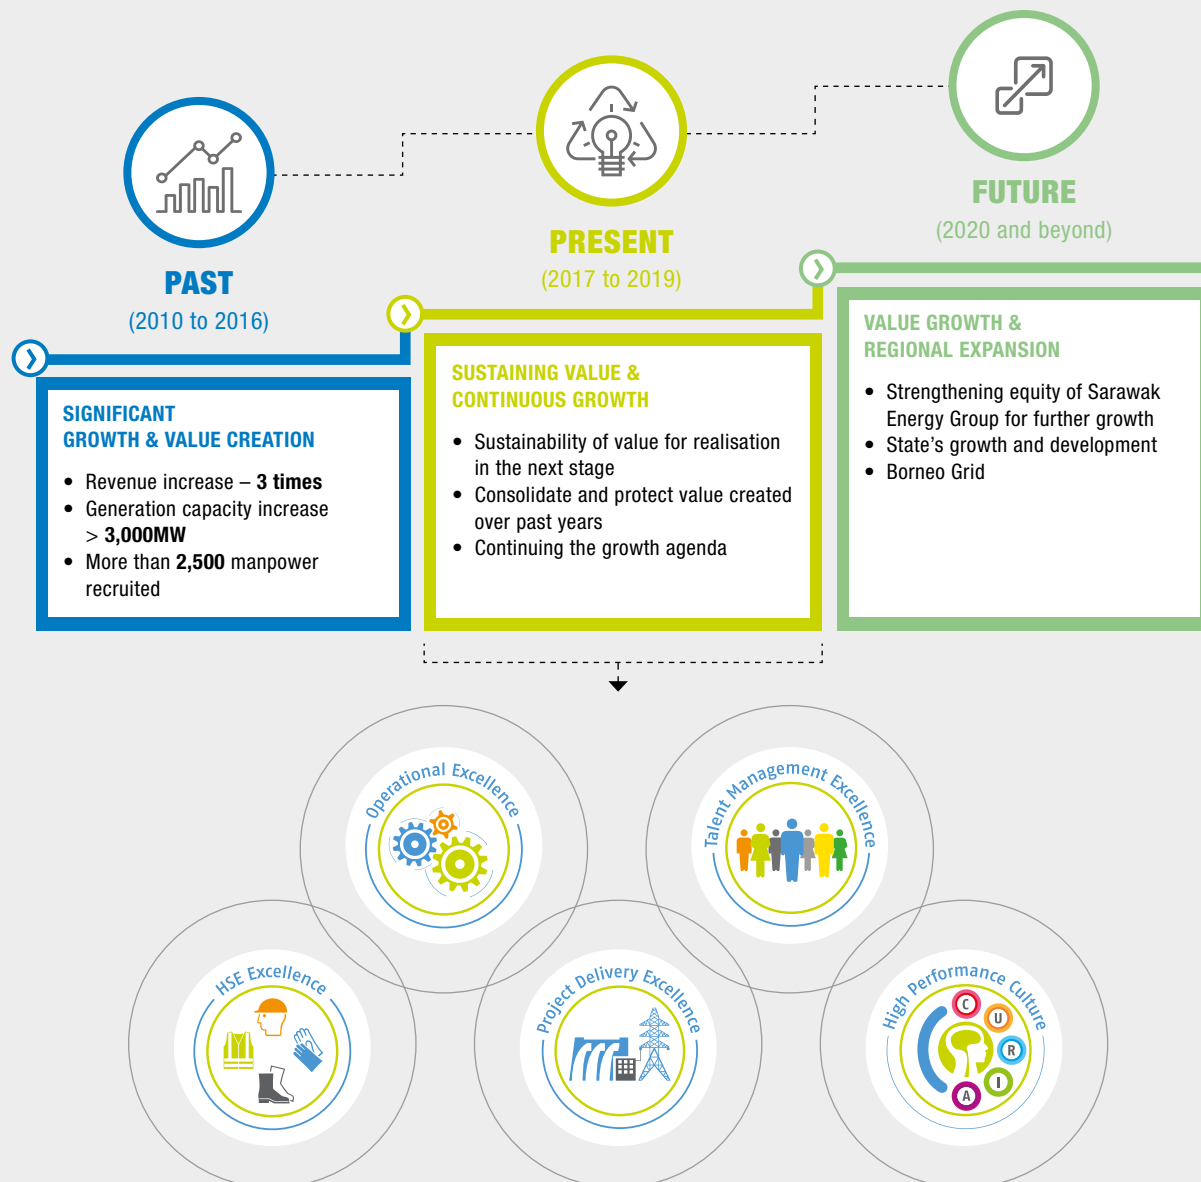 PAST
(2010 to 2016)
SIGNIFICANT
GROWTH & VALUE CREATION
• Revenue increase – 3 times
• Generation capacity increase
> 3,000MW
• More than 2,500 manpower
recruited
PRESENT
(2017 to 2019)
SUSTAINING VALUE &
CONTINUOUS GROWTH
• Sustainability of value for realisation
in the next stage
• Consolidate and protect value created
over past years
• Continuing the growth agenda
FUTURE
(2020 and beyond)
VALUE GROWTH &
REGIONAL EXPANSION
• Strengthening equity of Sarawak
Energy Group for further growth
• State's growth and development
• Borneo Grid
Operational Excellence
Talent Management Excellence
HSE Excellence
Project Delivery Excellence
High Performance Culture
C
U
R
I
A